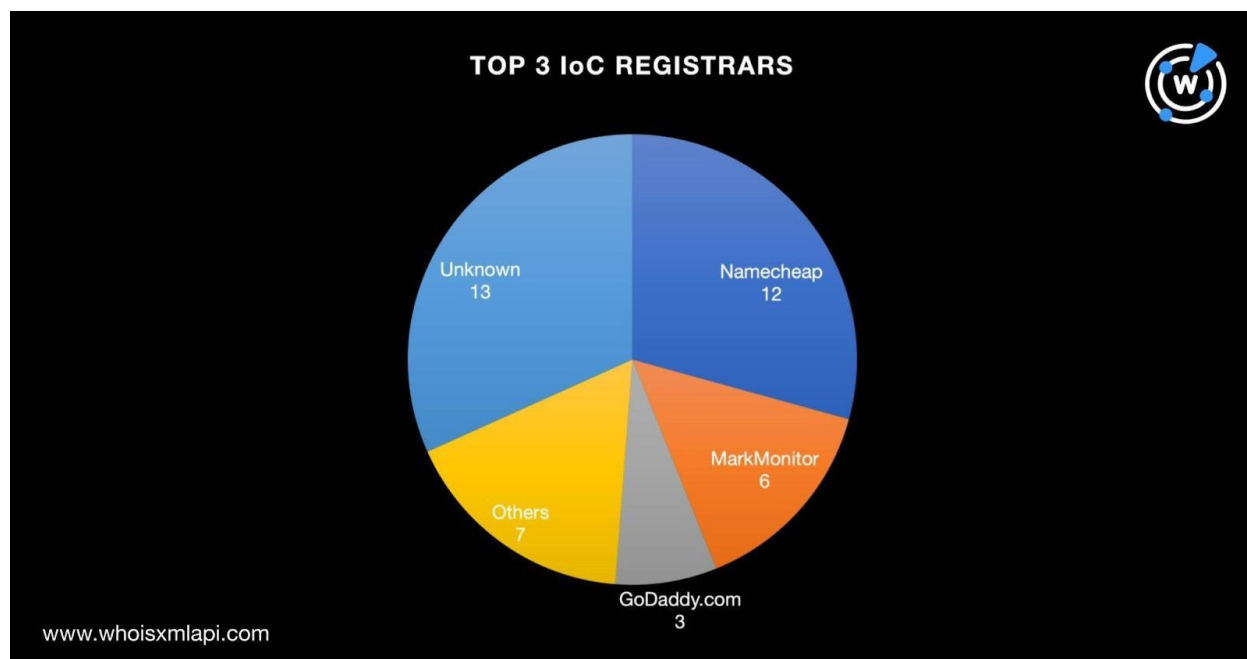 TOP 3 IoC REGISTRARS
W
Unknown
13
Namecheap
12
MarkMonitor
6
Others
7
GoDaddy.com
3
www.whoisxmlapi.com